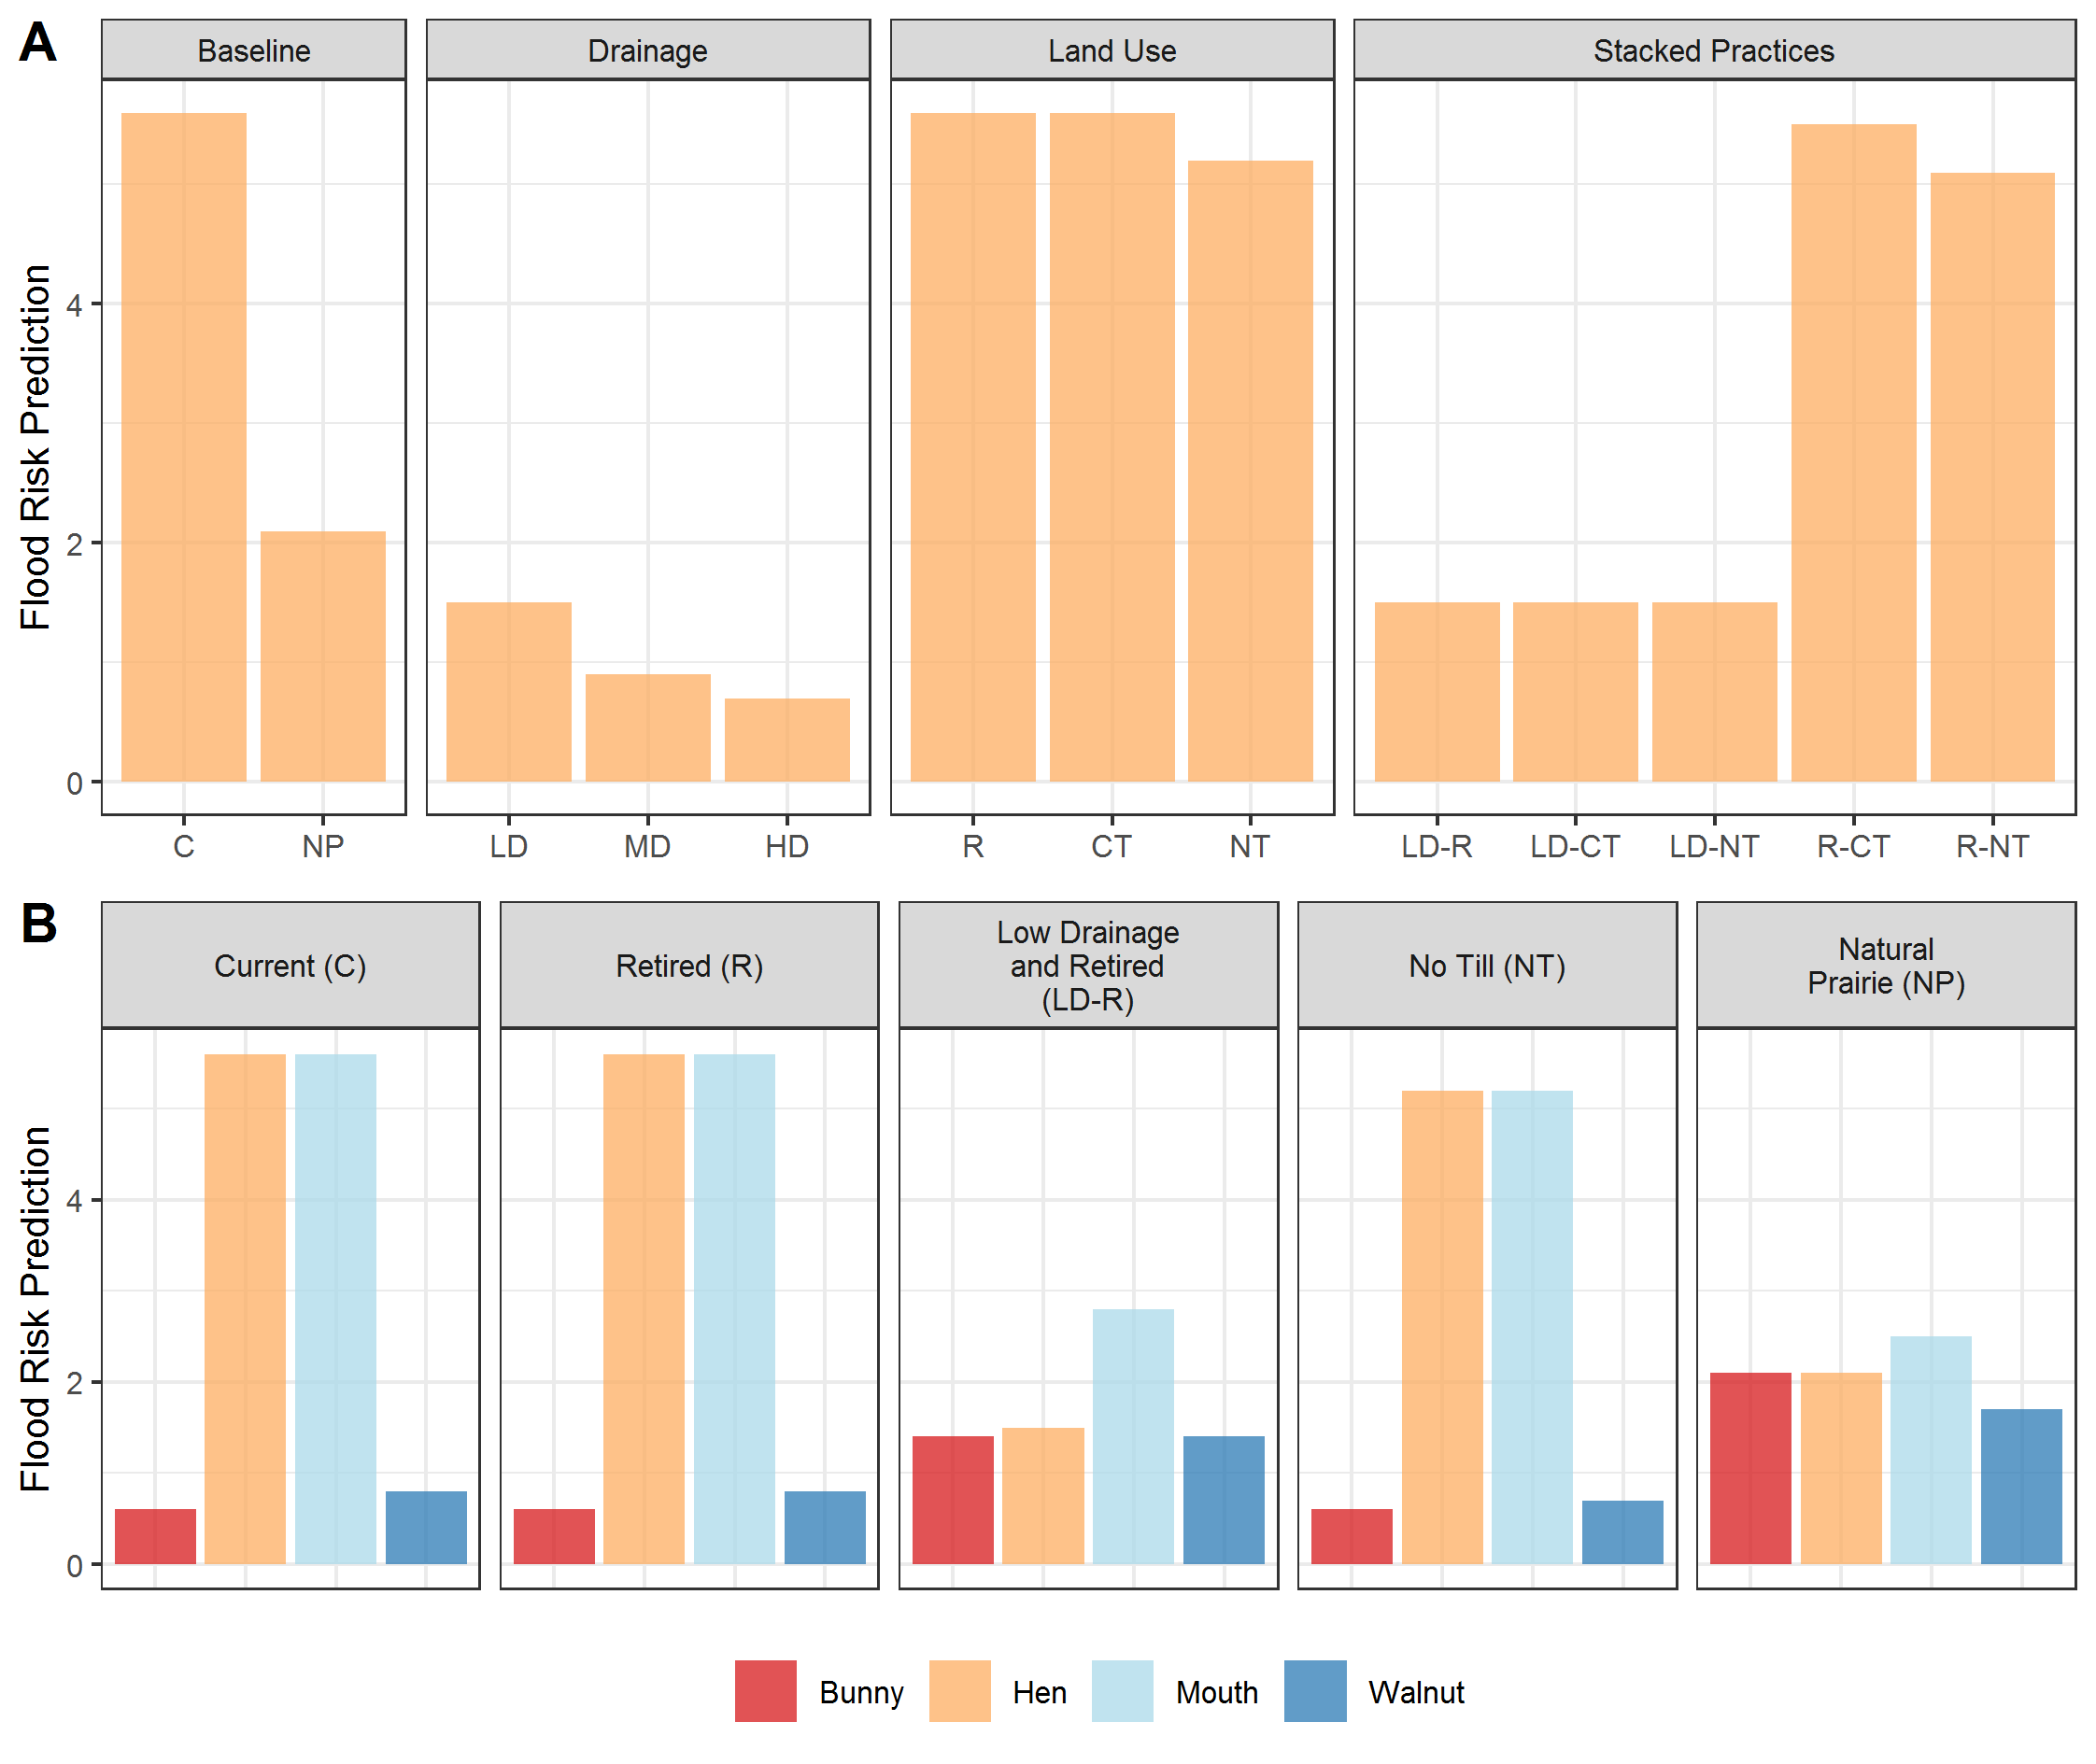 A
Baseline
Drainage
Land Use
Stacked Practices
Flood Risk Prediction
4
2
0
C
NP
LD
MD
HD
R
CT
NT
LD-R
LD-CT
LD-NT
R-CT
R-NT
B
Current (C)
Retired (R)
Low Drainage
and Retired
(LD-R)
No Till (NT)
Natural
Prairie (NP)
Flood Risk Prediction
4
2
0
Bunny
Hen
Mouth
Walnut